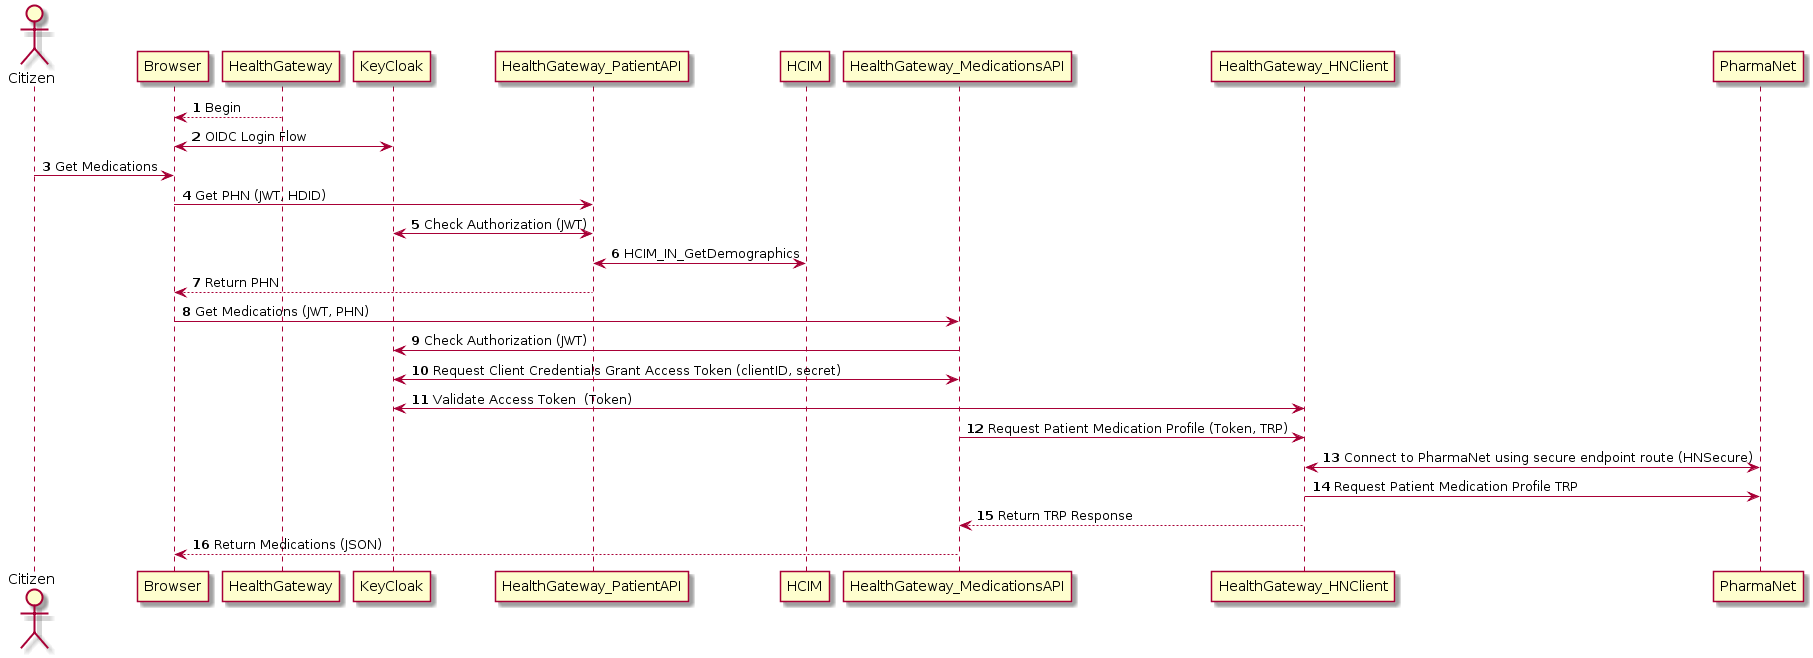 Citizen
Browser
HealthGateway
KeyCloak
HealthGateway_PatientAPI
HCIM
HealthGateway_MedicationsAPI
HealthGateway_HNClient
PharmaNet
1 Begin
2 OIDC Login Flow
3 Get Medications
4 Get PHN (JWT, HDID)
5 Check Authorization (JWT)
6 HCIM_IN_GetDemographics
7 Return PHN
8 Get Medications (JWT, PHN)
9 Check Authorization (JWT)
10 Request Client Credentials Grant Access Token (clientID, secret)
11 Validate Access Token  (Token)
12 Request Patient Medication Profile (Token, TRP)
13 Connect to PharmaNet using secure endpoint route (HNSecure)
14 Request Patient Medication Profile TRP
15 Return TRP Response
16 Return Medications (JSON)
Citizen
Browser
HealthGateway
KeyCloak
HealthGateway_PatientAPI
HCIM
HealthGateway_MedicationsAPI
HealthGateway_HNClient
PharmaNet